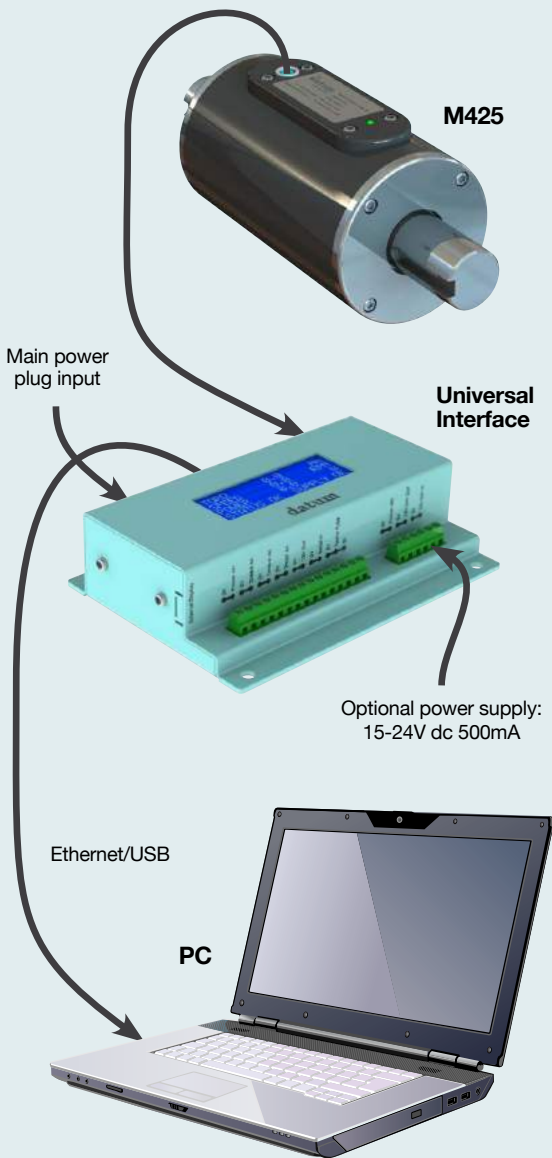 M425
Main power
plug input
Universal
Interface
datum
Optional power supply:
15-24V dc 500mA
Ethernet/USB
PC